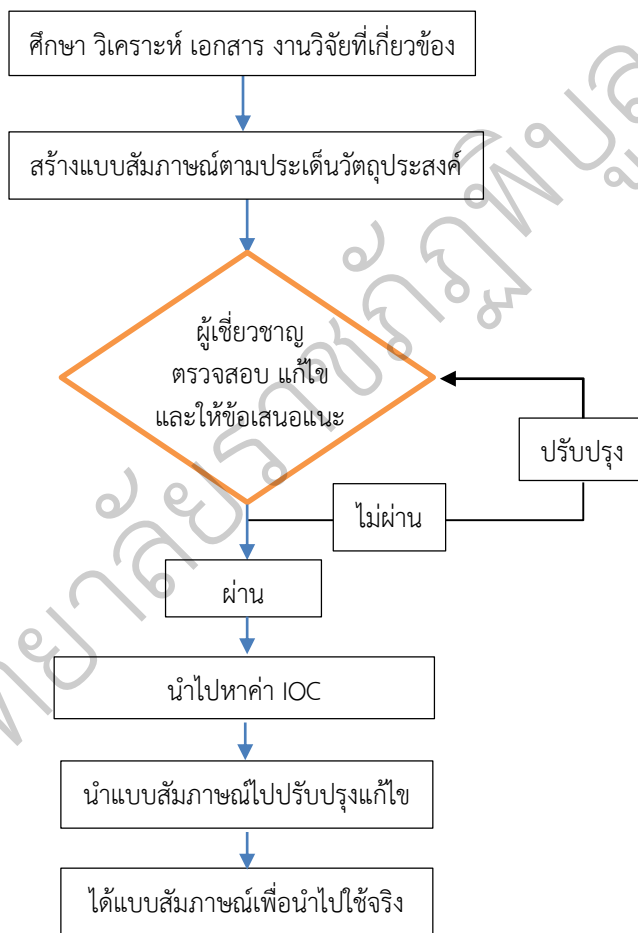 ศึกษา วิเคราะห์ เอกสาร งานวิจัยที่เกี่ยวข้อง
สร้างแบบสัมภาษณ์ตามประเด็นวัตถุประสงค์
ผู้เชี่ยวชาญ
ตรวจสอบ แก้ไข
และให้ข้อเสนอแนะ
ปรับปรุง
ไม่ผ่าน
ผ่าน
นำไปหาค่า IOC
นำแบบสัมภาษณ์ไปปรับปรุงแก้ไข
ได้แบบสัมภาษณ์เพื่อนำไปใช้จริง